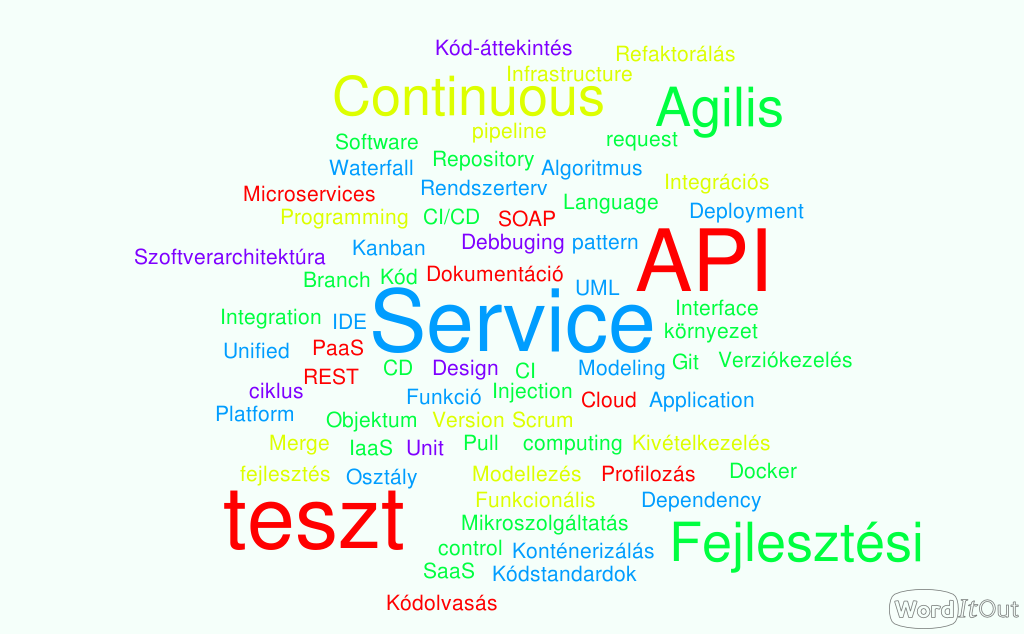 Kód-áttekintés
Refaktorálás
Infrastructure
Continuous
Agilis
pipeline
request
Software
Repository
Waterfall
Algoritmus
Rendszerterv
Integrációs
Microservices
Language
Deployment
Programming
CI/CD
SOAP
Debbuging
pattern
Kanban
Szoftverarchitektúra
API
Dokumentáció
Branch
Kód
UML
Service
Interface
környezet
Integration
IDE
Unified
PaaS
Git
Verziókezelés
CD
Design
CI
Modeling
REST
ciklus
Funkció
Injection
Cloud
Application
Platform
Objektum
Version
Scrum
Merge
IaaS
Unit
Pull
computing
Kivételkezelés
fejlesztés
Osztály
Modellezés
Profilozás
Docker
Funkcionális
Dependency
teszt
Mikroszolgáltatás
Fejlesztési
control
Konténerizálás
SaaS
Kódstandardok
Kódolvasás
WordItOut